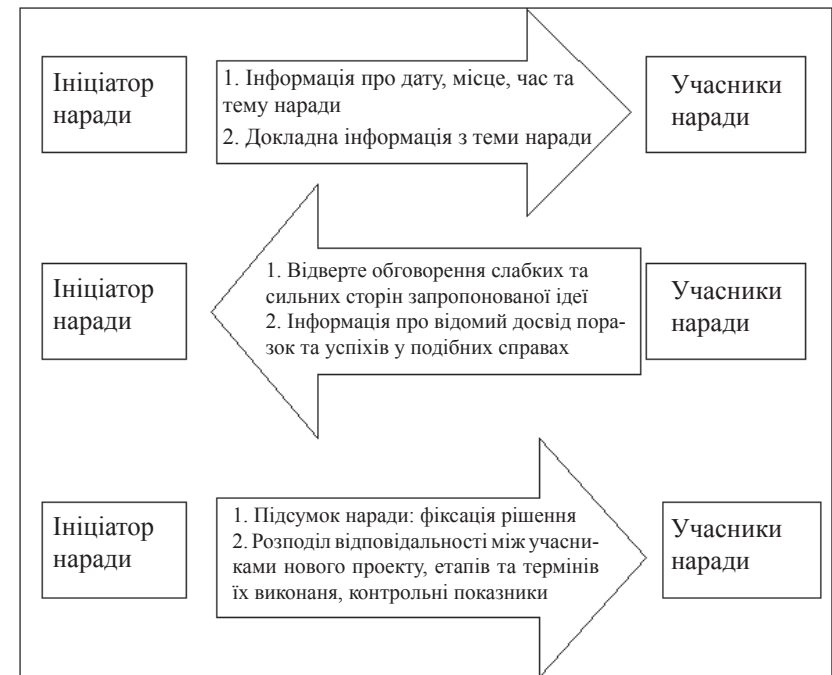 Ініціатор
наради
1. Інформація про дату, місце, час та
тему наради
2. Докладна інформація з теми наради
Учасники
наради
Ініціатор
наради
1. Відверте обговорення слабких та
сильних сторін запропонованої ідеї
2. Інформація про відомий досвід пора-
зок та успіхів у подібних справах
Учасники
наради
Ініціатор
наради
1. Підсумок наради: фіксація рішення
2. Розподіл відповідальності між учасни-
ками нового проекту, етапів та термінів
їх виконаня, контрольні показники
Учасники
наради